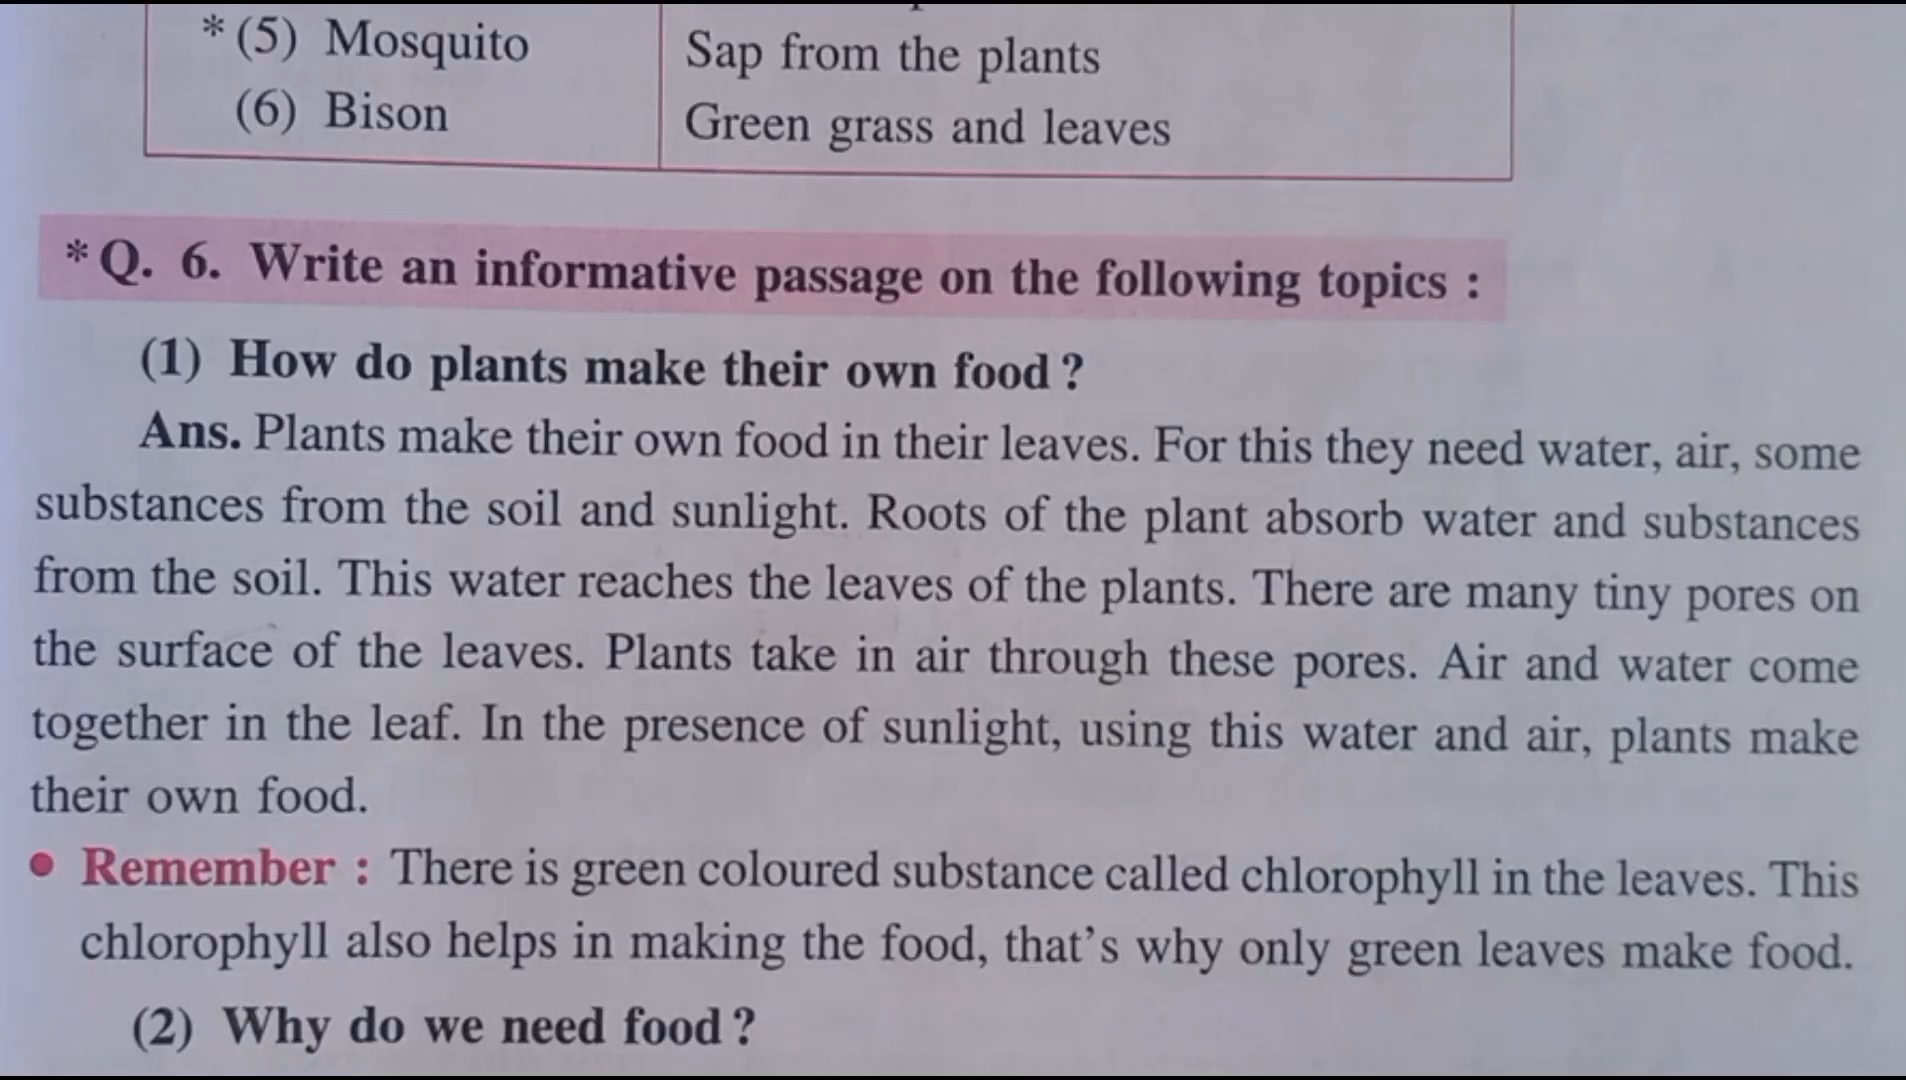 * (5) Mosquito
Sap from the plants
(6) Bison
Green grass and leaves
* Q. 6. Write an informative passage on the following topics :
(1) How do plants make their own food ?
Ans. Plants make their own food in their leaves. For this they need water, air, some
substances from the soil and sunlight. Roots of the plant absorb water and substances
from the soil. This water reaches the leaves of the plants. There are many tiny pores on
the surface of the leaves. Plants take in air through these pores. Air and water come
together in the leaf. In the presence of sunlight, using this water and air, plants make
their own food.
• Remember : There is green coloured substance called chlorophyll in the leaves. This
chlorophyll also helps in making the food, that's why only green leaves make food.
(2) Why do we need food ?